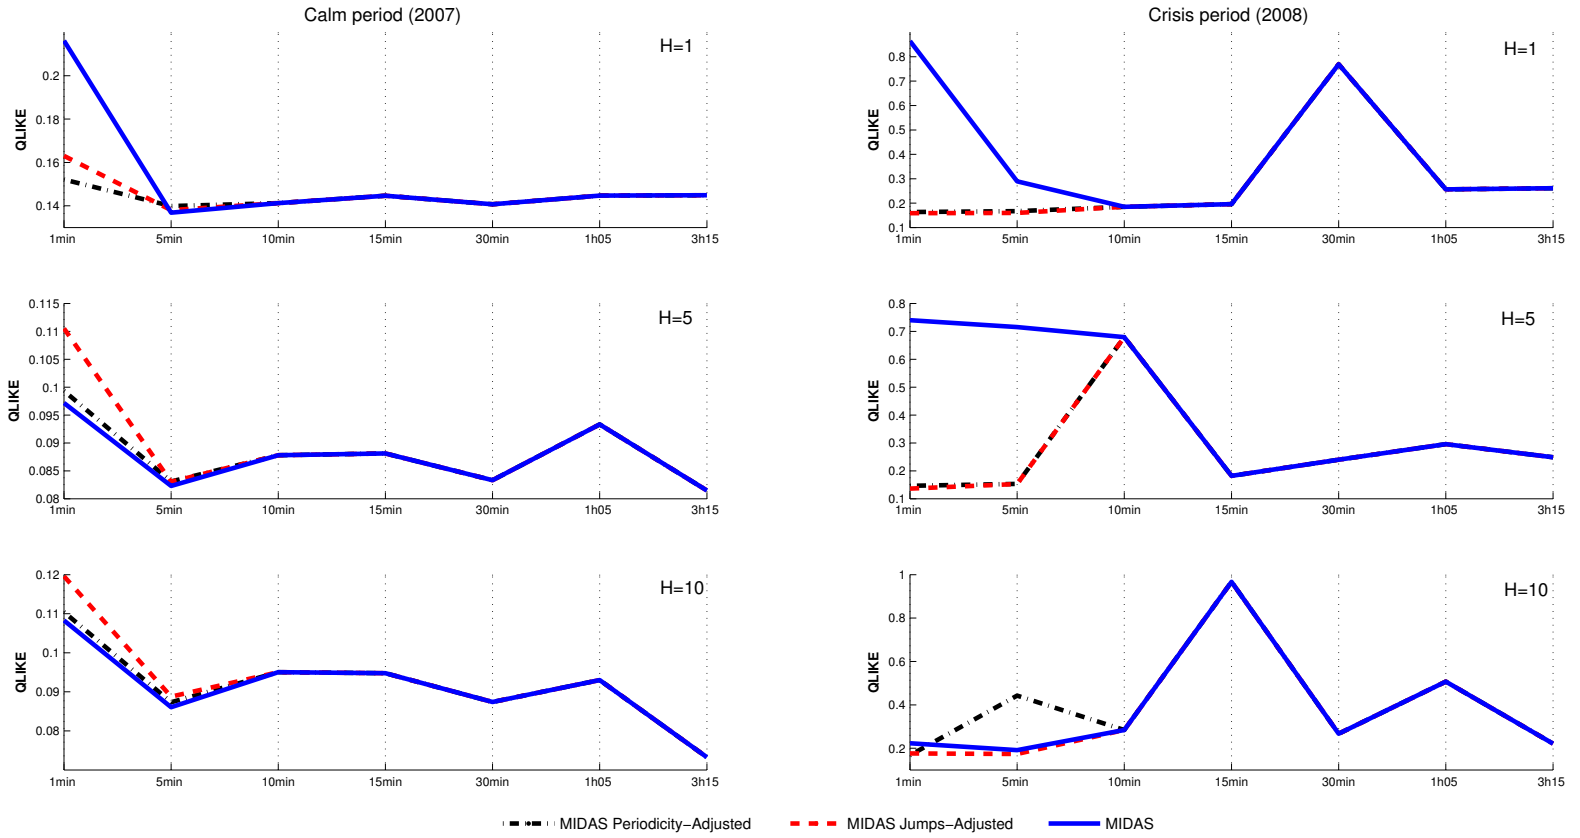 Calm period (2007)
Crisis period (2008)
H=1
QLIKE
0.2
0.18
0.16
0.14
1min 5min 10min 15min 30min 1h05 3h15
H=1
QLIKE
0.8
0.7
0.6
0.5
0.4
0.3
0.2
0.1
1min 5min 10min 15min 30min 1h05 3h15
H=5
QLIKE
0.115
0.11
0.105
0.1
0.095
0.09
0.085
0.08
1min 5min 10min 15min 30min 1h05 3h15
H=5
QLIKE
0.8
0.7
0.6
0.5
0.4
0.3
0.2
0.1
1min 5min 10min 15min 30min 1h05 3h15
H=10
QLIKE
0.12
0.11
0.1
0.09
0.08
1min 5min 10min 15min 30min 1h05 3h15
H=10
QLIKE
1
0.8
0.6
0.4
0.2
1min 5min 10min 15min 30min 1h05 3h15
MIDAS Periodicity−Adjusted MIDAS Jumps−Adjusted MIDAS